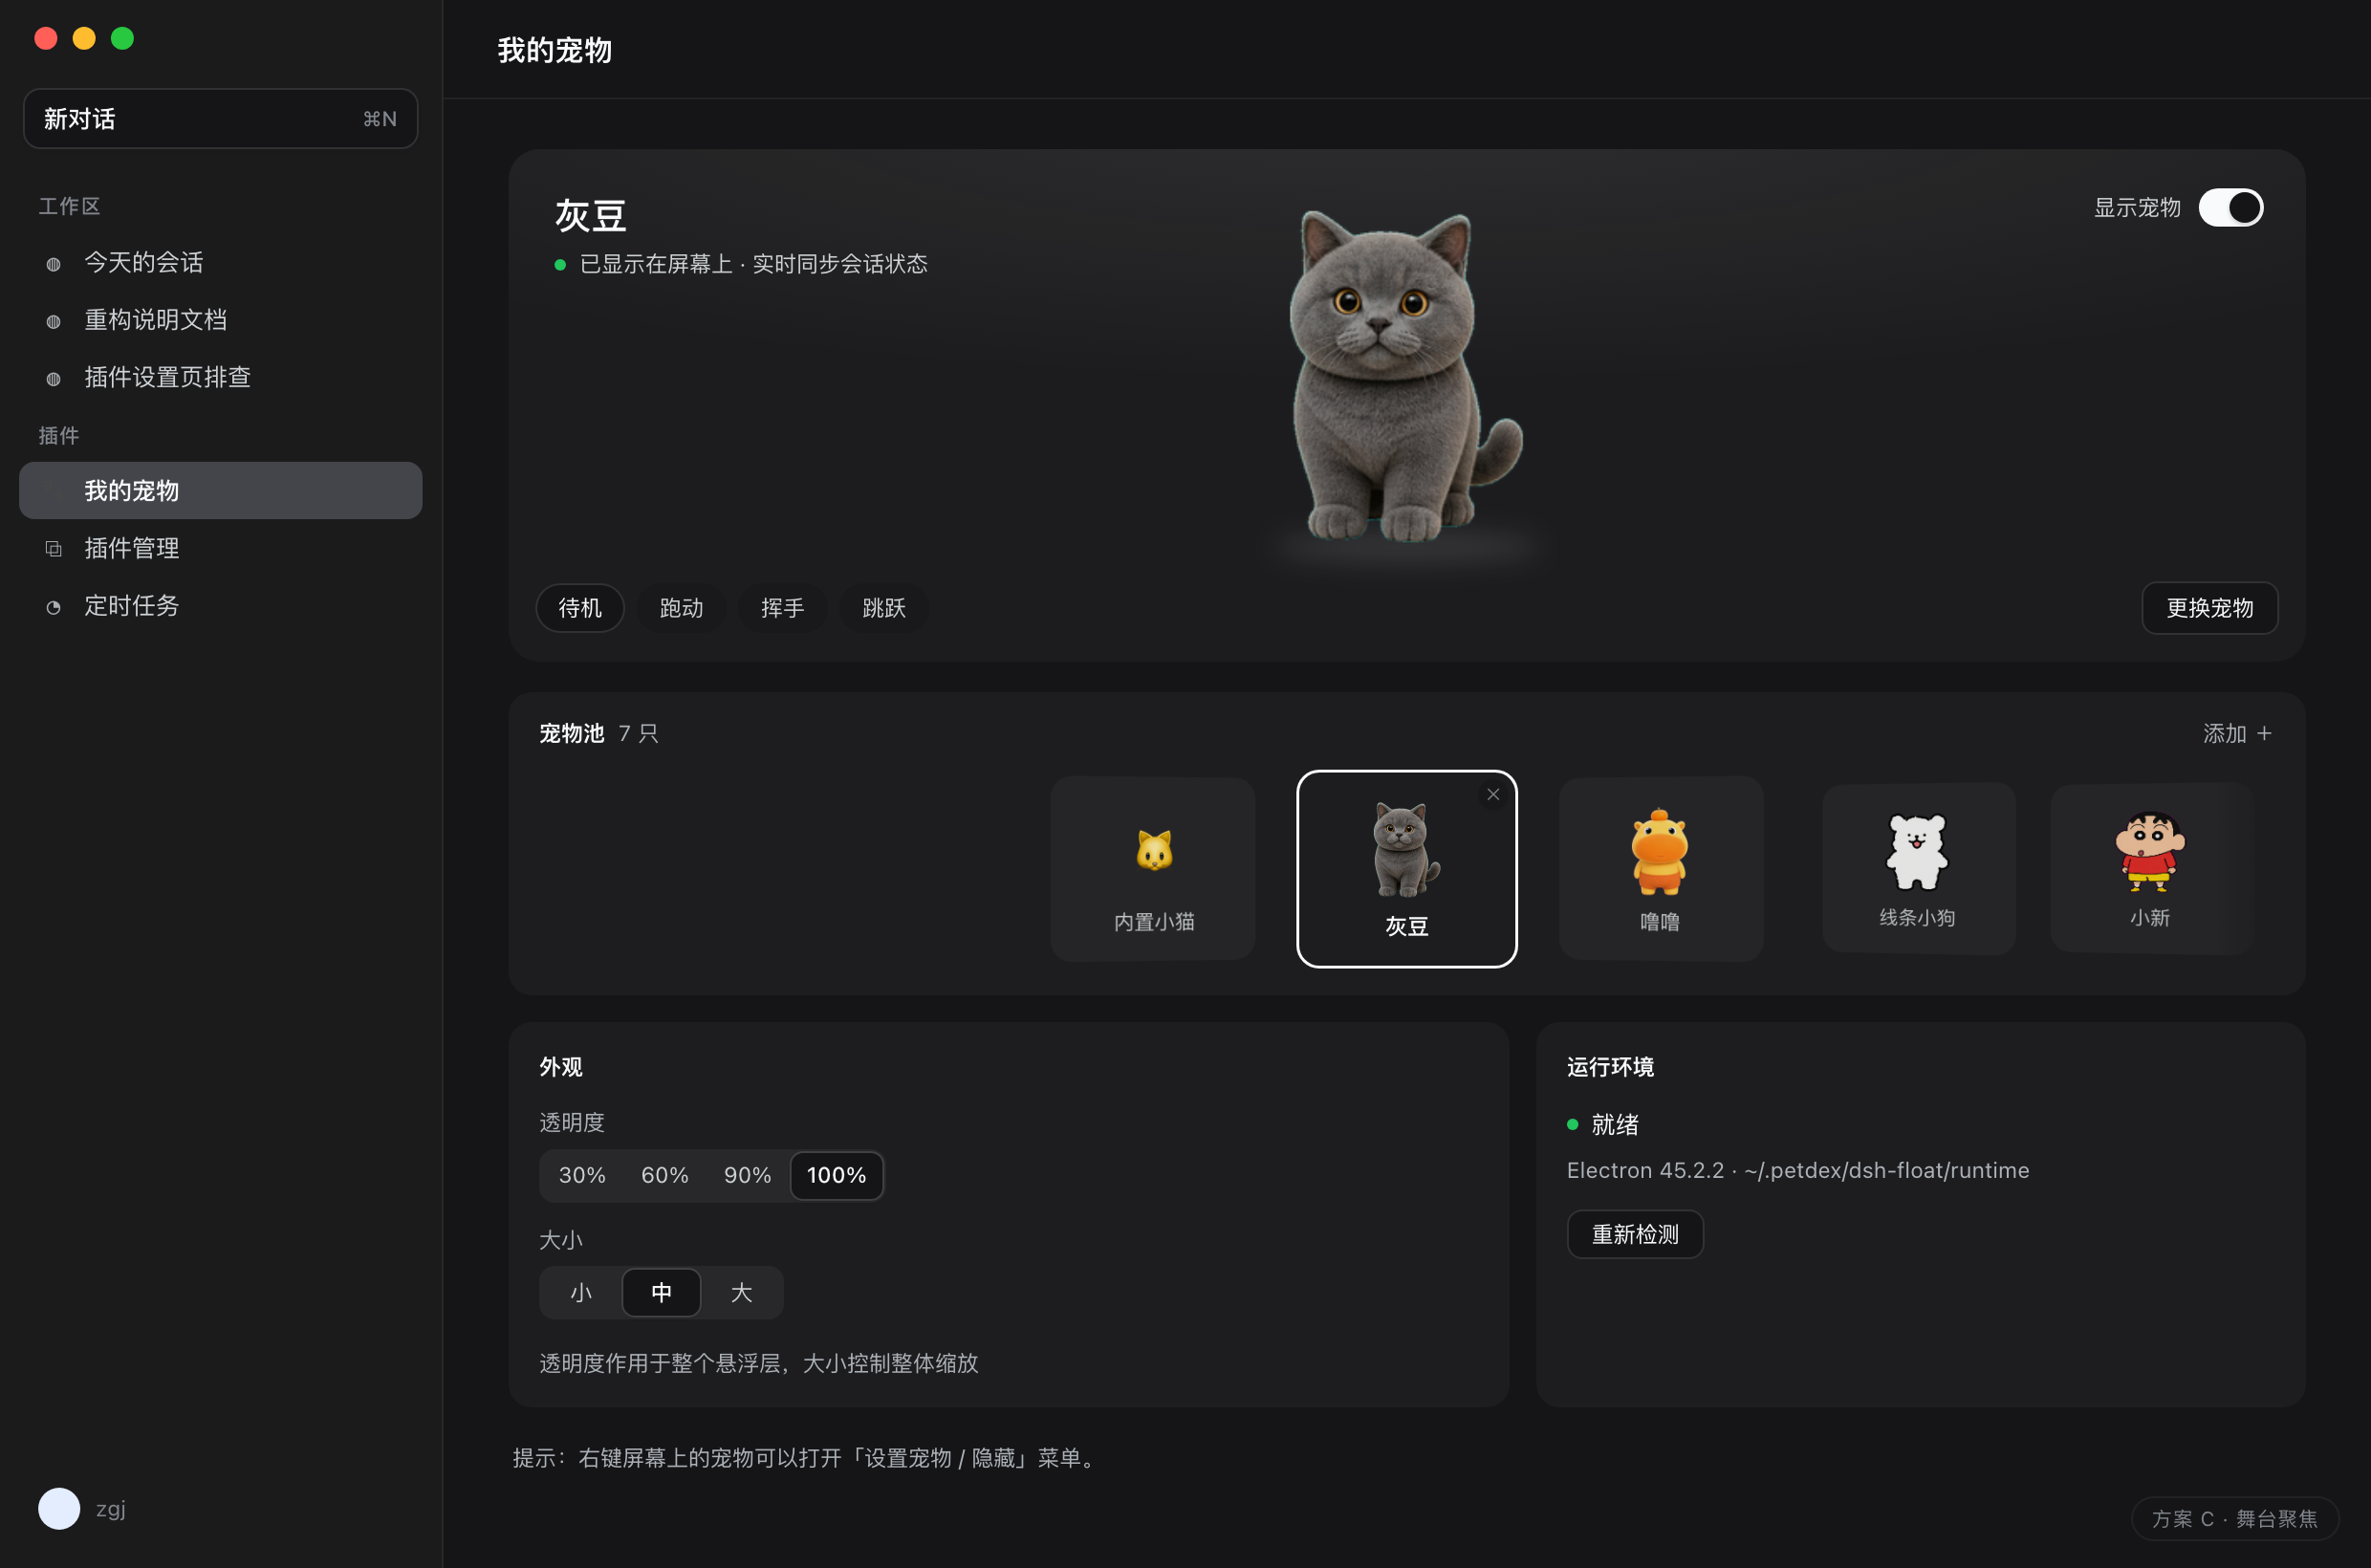 我的宠物
新对话 ⌘N
工作区
今天的会话
重构说明文档
插件设置页排查
插件
我的宠物
插件管理
定时任务
zgj
灰豆
已显示在屏幕上 · 实时同步会话状态
显示宠物
待机 跑动 挥手 跳跃
更换宠物
宠物池 7 只
添加 +
内置小猫
灰豆
噜噜
线条小狗
小新
外观
透明度
30% 60% 90% 100%
大小
小 中 大
透明度作用于整个悬浮层，大小控制整体缩放
运行环境
就绪
Electron 45.2.2 · ~/.petdex/dsh-float/runtime
重新检测
提示：右键屏幕上的宠物可以打开「设置宠物 / 隐藏」菜单。
方案 C · 舞台聚焦